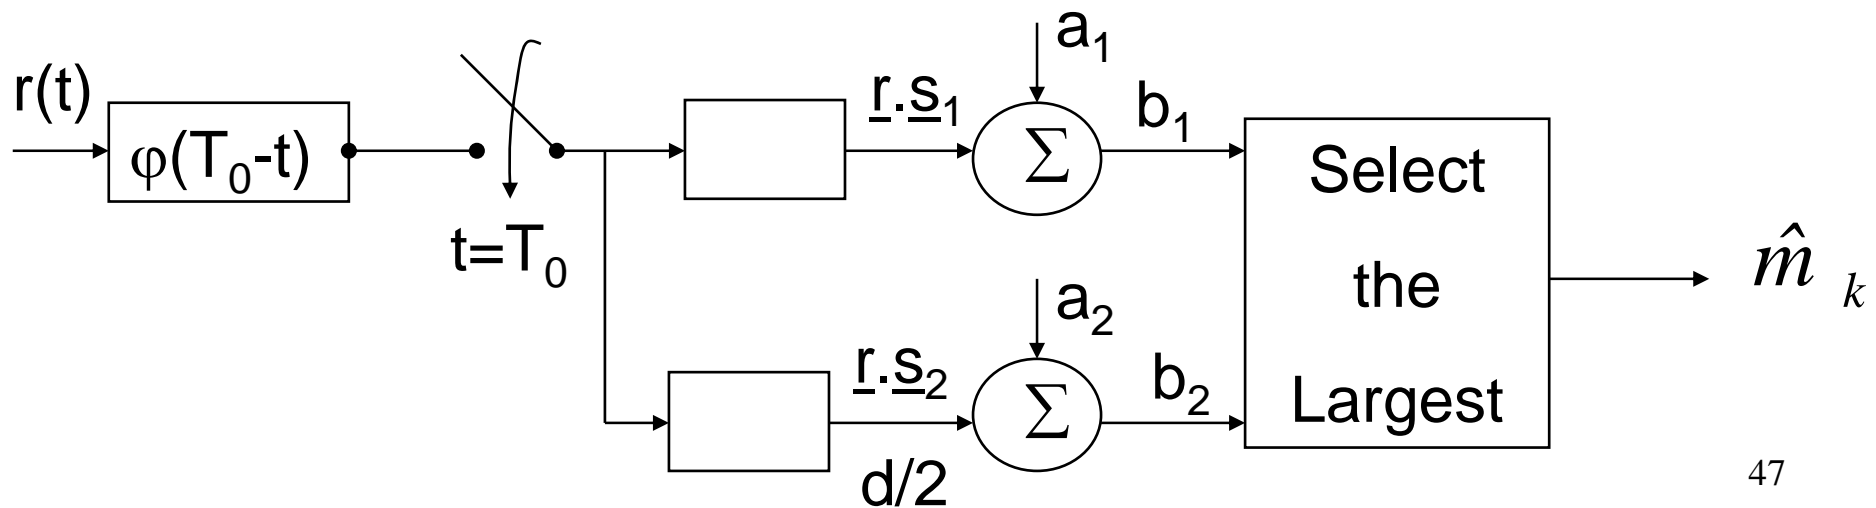 r(t)
φ(T₀-t)
t=T₀
r.s₁
a₁
Σ
b₁
r.s₂
d/2
a₂
Σ
b₂
Select
the
Largest
m̂ k
47